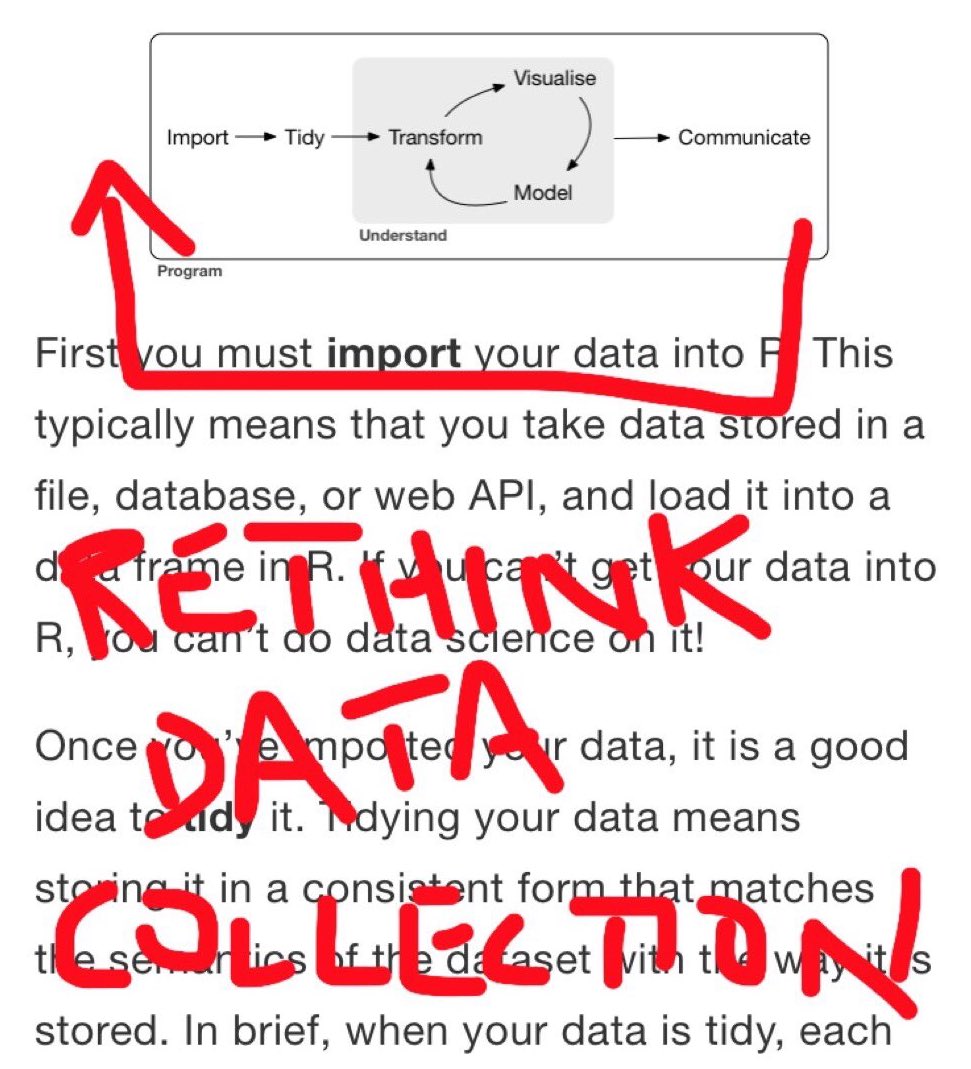 Visualise
Import Tidy Transform Communicate
Model
Understand
Program
First you must import your data into R. This
typically means that you take data stored in a
file, database, or web API, and load it into a
data frame in R. If you can't get your data into
R, you can't do data science on it!
Once you've imported your data, it is a good
idea to tidy it. Tidying your data means
storing it in a consistent form that matches
the semantics of the dataset with the way it is
stored. In brief, when your data is tidy, each
RETHINK
DATA
COLLECTION